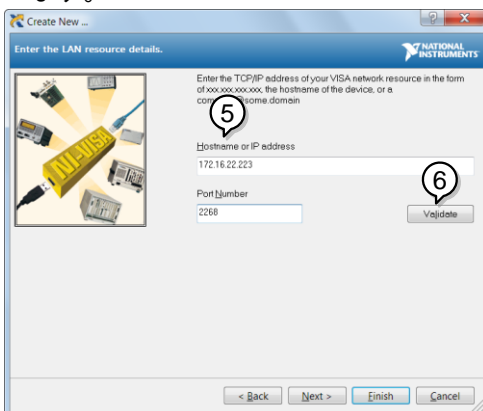 Create New ...
Enter the LAN resource details.
NATIONAL
INSTRUMENTS
NI-VISA
Enter the TCP/IP address of your VISA network resource in the form
of xxx.xxx.xxx.xxx, the hostname of the device, or a
some.domain
5
Hostname or IP address
172.16.22.223
6
Port Number
2268
Validate
< Back
Next >
Finish
Cancel